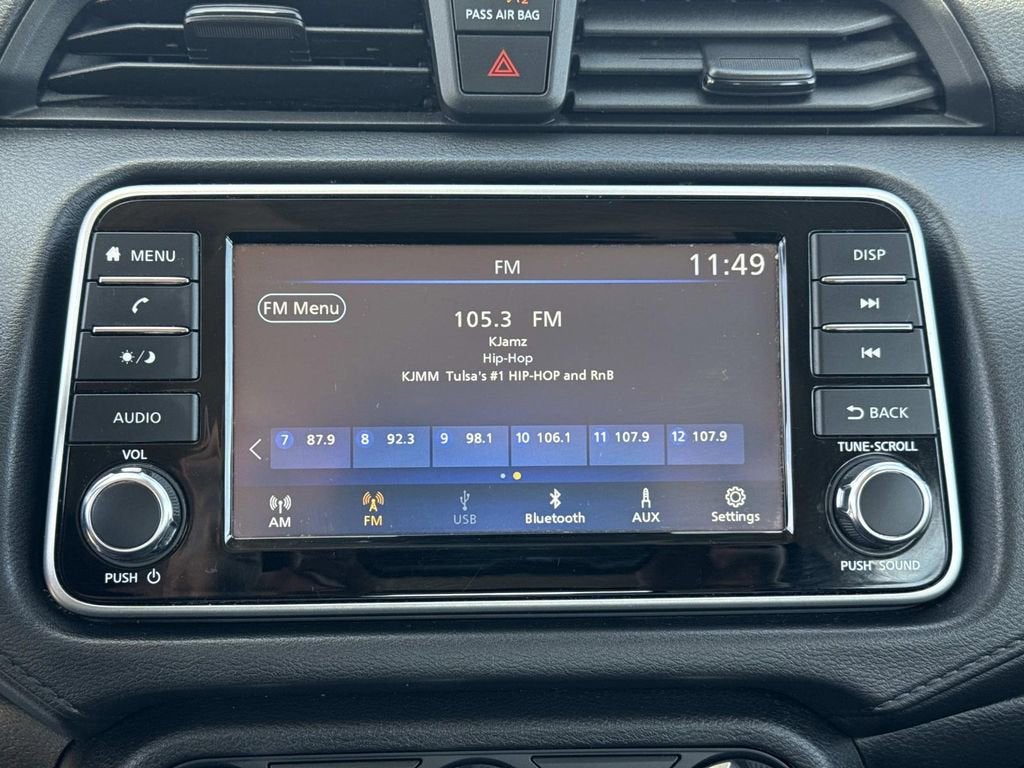 PASS AIR BAG
MENU
AUDIO
VOL
PUSH
FM
11:49
FM Menu
105.3 FM
KJamz
Hip-Hop
KJMM Tulsa's #1 HIP-HOP and RnB
7 87.9 8 92.3 9 98.1 10 106.1 11 107.9 12 107.9
AM FM USB Bluetooth AUX Settings
DISP
BACK
TUNE·SCROLL
PUSH SOUND